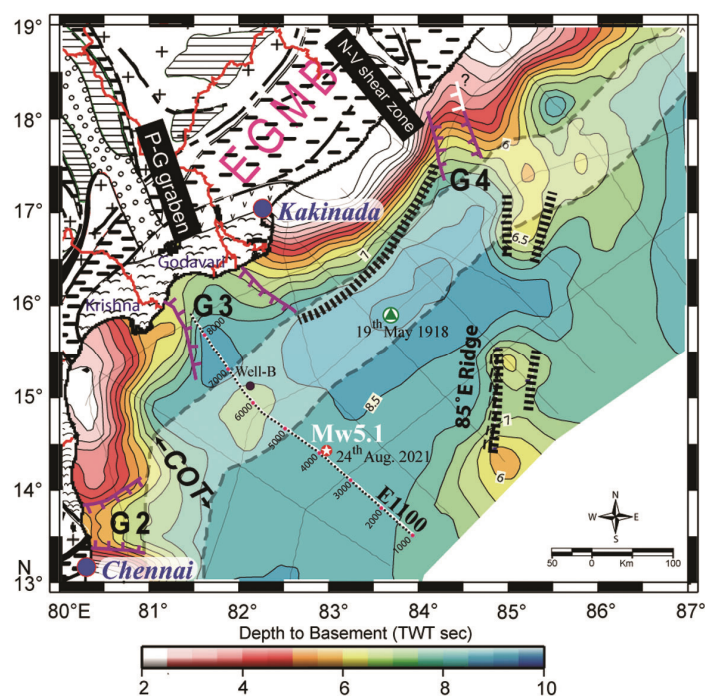 19°
18°
17°
16°
15°
14°
N
13°
80°E
81°
82°
83°
84°
85°
86°
87°
N-V shear zone
?
EGMB
P-G graben
G4
6
Kakinada
7
6.5
Godavari
Krishna
G3
8000
19th May 1918
7000
Well-B
85°E Ridge
6000
8.5
7
5000
Mw5.1
←COT→
4000
24th Aug. 2021
6
3000
E1100
G2
2000
1000
N
W E
S
Chennai
50 0 Km 100
Depth to Basement (TWT sec)
2 4 6 8 10